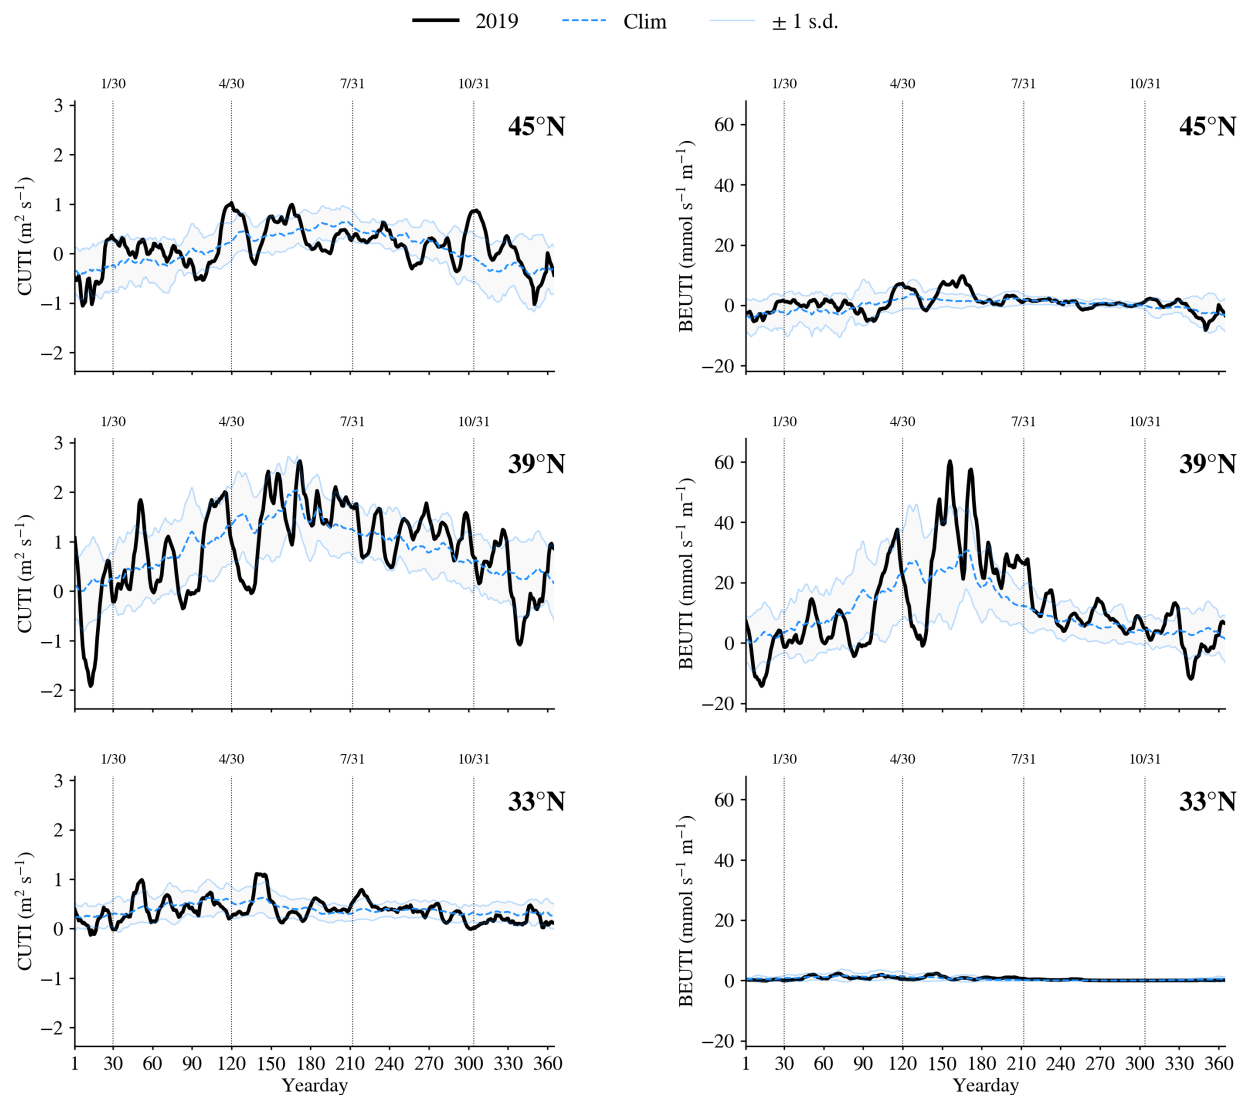 2019 Clim ± 1 s.d.
1/30 4/30 7/31 10/31
45°N
CUTI (m² s⁻¹)
3
2
1
0
−1
−2
1/30 4/30 7/31 10/31
45°N
BEUTI (mmol s⁻¹ m⁻¹)
60
40
20
0
−20
1/30 4/30 7/31 10/31
39°N
CUTI (m² s⁻¹)
3
2
1
0
−1
−2
1/30 4/30 7/31 10/31
39°N
BEUTI (mmol s⁻¹ m⁻¹)
60
40
20
0
−20
1/30 4/30 7/31 10/31
33°N
CUTI (m² s⁻¹)
3
2
1
0
−1
−2
1 30 60 90 120 150 180 210 240 270 300 330 360
Yearday
1/30 4/30 7/31 10/31
33°N
BEUTI (mmol s⁻¹ m⁻¹)
60
40
20
0
−20
1 30 60 90 120 150 180 210 240 270 300 330 360
Yearday